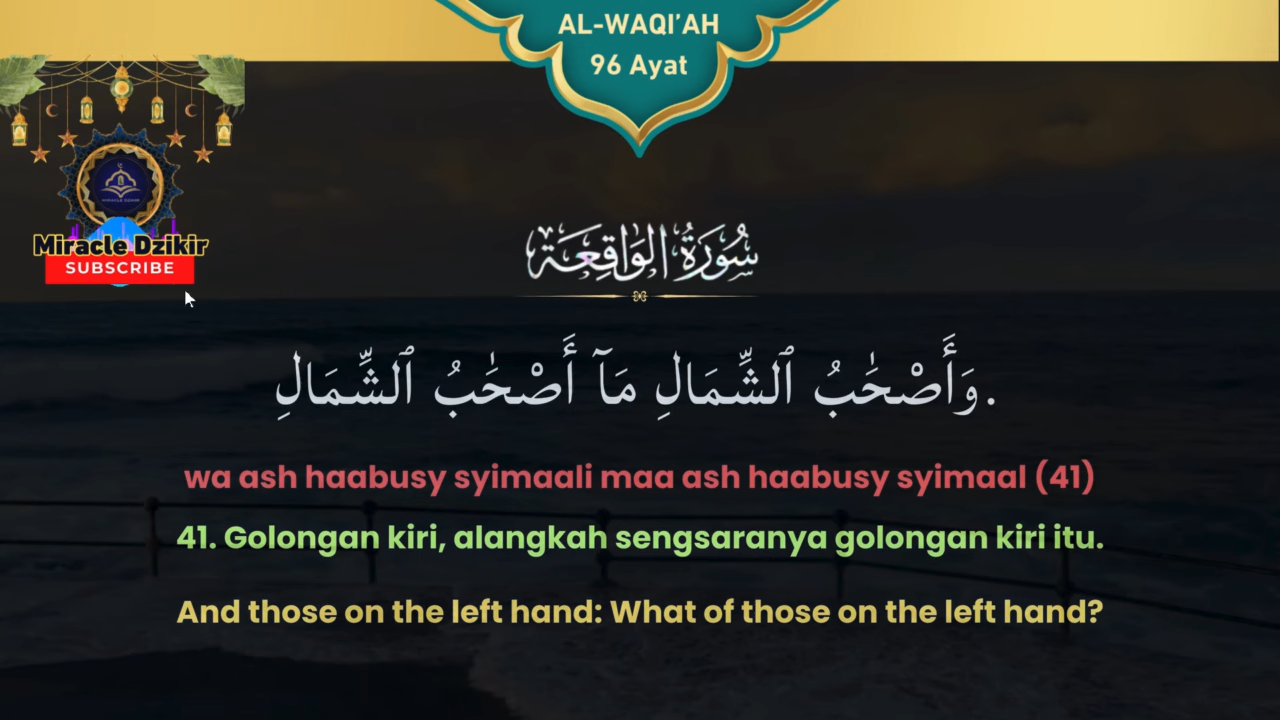 AL-WAQI’AH
96 Ayat
Miracle Dzikir
SUBSCRIBE
سُورَةُ الوَاقِعَة
وَأَصْحَٰبُ ٱلشِّمَالِ مَآ أَصْحَٰبُ ٱلشِّمَالِ.
wa ash haabusy syimaali maa ash haabusy syimaal (41)
41. Golongan kiri, alangkah sengsaranya golongan kiri itu.
And those on the left hand: What of those on the left hand?